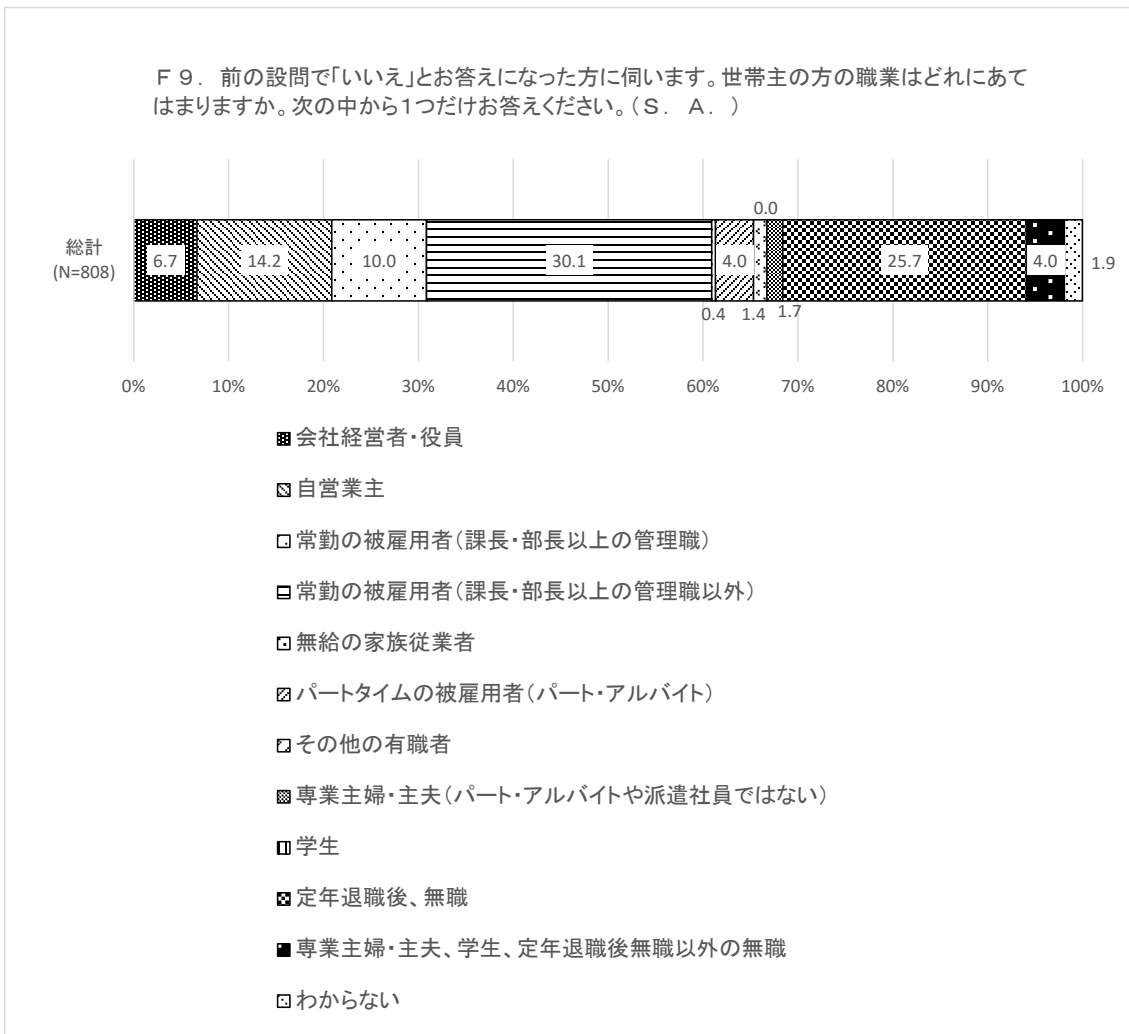 F9. 前の設問で「いいえ」とお答えになった方に伺います。世帯主の方の職業はどれにあて
はまりますか。次の中から1つだけお答えください。(S. A. )
0.0
総計
(N=808)
6.7 14.2 10.0 30.1 4.0 25.7 4.0 1.9
0.4 1.4 1.7
0% 10% 20% 30% 40% 50% 60% 70% 80% 90% 100%
会社経営者・役員
自営業主
常勤の被雇用者(課長・部長以上の管理職)
常勤の被雇用者(課長・部長以上の管理職以外)
無給の家族従業者
パートタイムの被雇用者(パート・アルバイト)
その他の有職者
専業主婦・主夫(パート・アルバイトや派遣社員ではない)
学生
定年退職後、無職
専業主婦・主夫、学生、定年退職後無職以外の無職
わからない